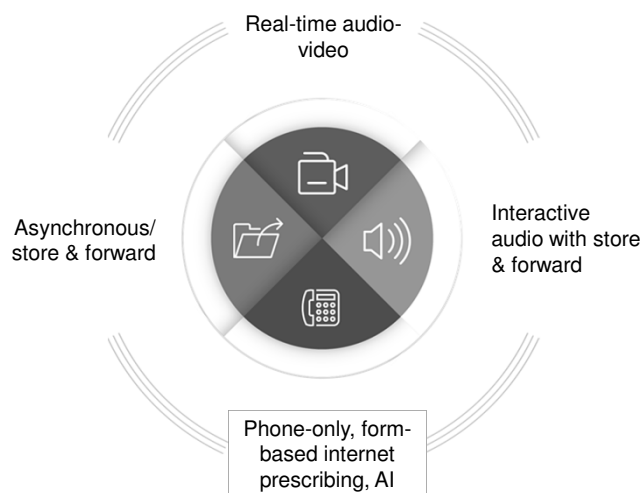 Real-time audio-
video
Asynchronous/
store & forward
Interactive
audio with store
& forward
Phone-only, form-
based internet
prescribing, AI